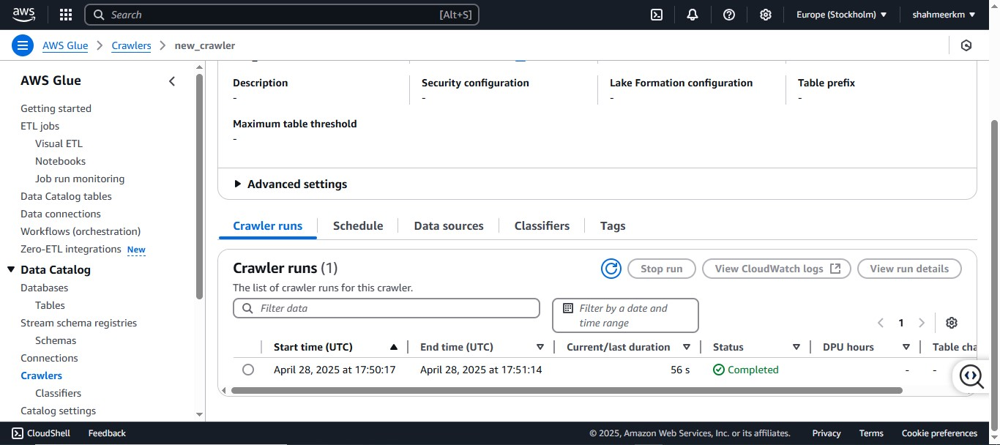 aws
Search
[Alt+S]
Europe (Stockholm)
shahmeerkm
AWS Glue
Crawlers
new_crawler
AWS Glue
Getting started
ETL jobs
Visual ETL
Notebooks
Job run monitoring
Data Catalog tables
Data connections
Workflows (orchestration)
Zero-ETL integrations New
Data Catalog
Databases
Tables
Stream schema registries
Schemas
Connections
Crawlers
Classifiers
Catalog settings
Description
-
Security configuration
-
Lake Formation configuration
-
Table prefix
-
Maximum table threshold
-
Advanced settings
Crawler runs
Schedule
Data sources
Classifiers
Tags
Crawler runs (1)
The list of crawler runs for this crawler.
Stop run
View CloudWatch logs
View run details
Filter data
Filter by a date and
time range
1
Start time (UTC)
End time (UTC)
Current/last duration
Status
DPU hours
Table cha
April 28, 2025 at 17:50:17
April 28, 2025 at 17:51:14
56 s
Completed
-
-
CloudShell
Feedback
© 2025, Amazon Web Services, Inc. or its affiliates.
Privacy
Terms
Cookie preferences